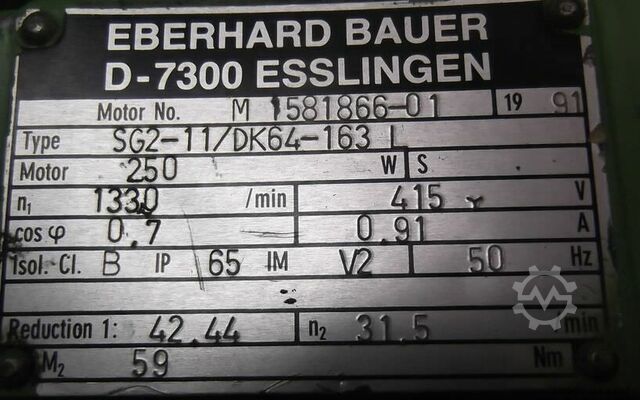 EBERHARD BAUER
D-7300 ESSLINGEN
Motor No. M 1581866-01 19 91
Type SG2-11/DK64-163 L
Motor 250 W S
n₁ 1330 /min 415 Y V
cos φ 0.7 0.91 A
Isol. Cl. B IP 65 IM V2 50 Hz
Reduction 1: 42.44 n₂ 31.5 min
M₂ 59 Nm